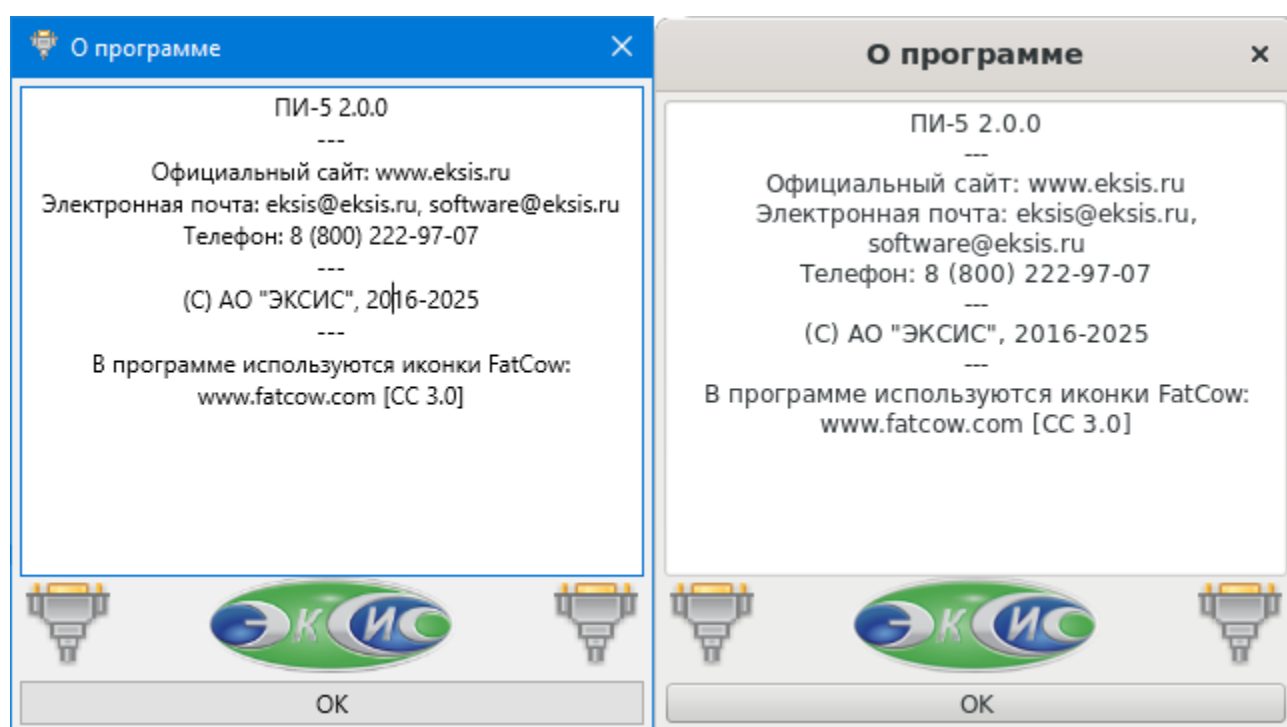 О программе
ПИ-5 2.0.0
---
Официальный сайт: www.eksis.ru
Электронная почта: eksis@eksis.ru, software@eksis.ru
Телефон: 8 (800) 222-97-07
---
(C) АО "ЭКСИС", 2016-2025
---
В программе используются иконки FatCow:
www.fatcow.com [CC 3.0]
ЭКСИС
OK
О программе
ПИ-5 2.0.0
---
Официальный сайт: www.eksis.ru
Электронная почта: eksis@eksis.ru,
software@eksis.ru
Телефон: 8 (800) 222-97-07
---
(C) АО "ЭКСИС", 2016-2025
---
В программе используются иконки FatCow:
www.fatcow.com [CC 3.0]
ЭКСИС
OK